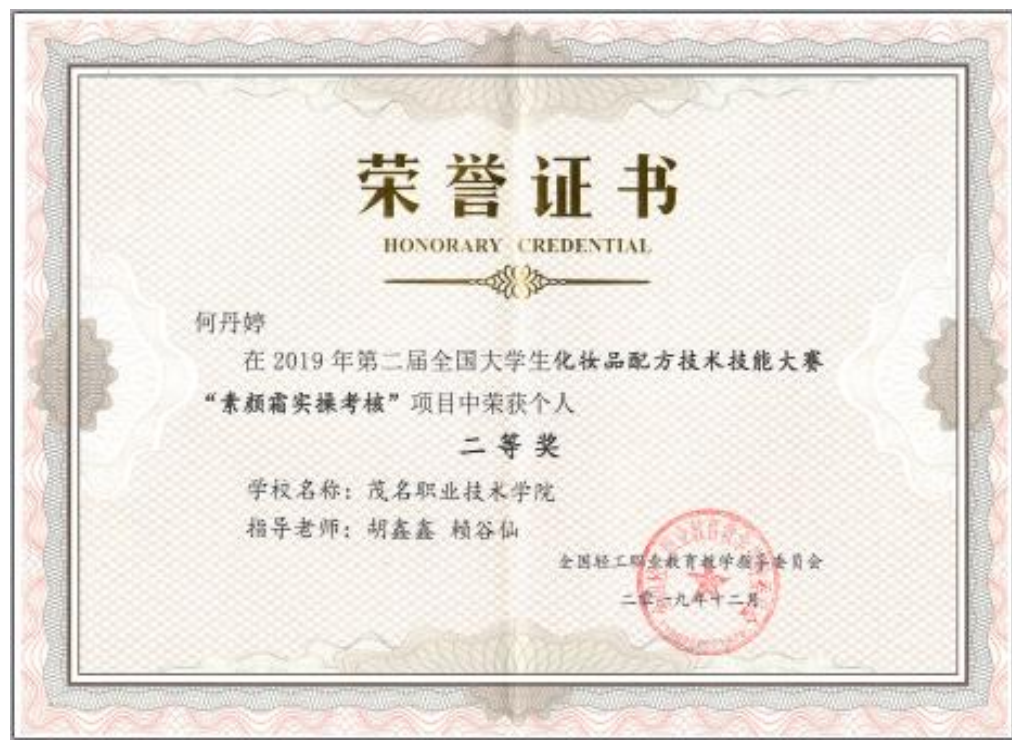 荣誉证书
HONORARY CREDENTIAL
何丹婷
在 2019 年第二届全国大学生化妆品配方技术技能大赛
“素颜霜实操考核”项目中荣获个人
二等奖
学校名称：茂名职业技术学院
指导老师：胡鑫鑫 赖谷仙
全国轻工职业教育教学指导委员会
二零一九年十二月